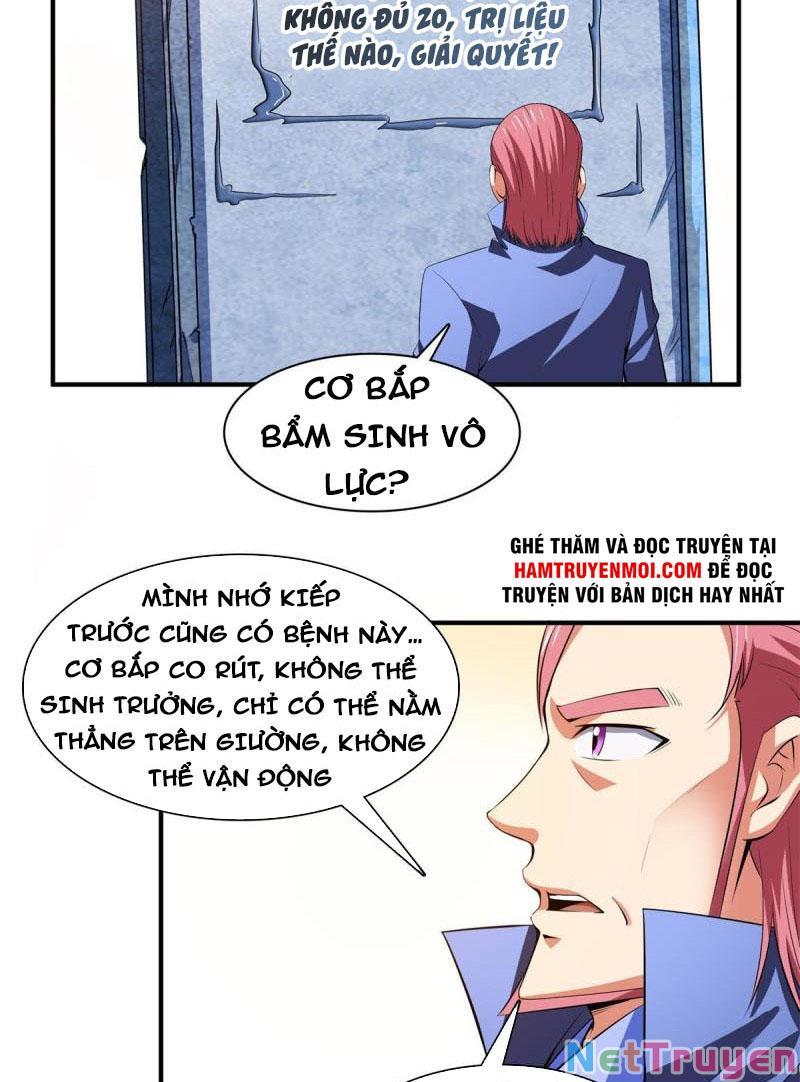 KHÔNG ĐỦ 20, TRỊ LIỆU
THẾ NÀO, GIẢI QUYẾT!
CƠ BẮP
BẨM SINH VÔ
LỰC?
GHÉ THĂM VÀ ĐỌC TRUYỆN TẠI
HAMTRUYENMOI.COM ĐỂ ĐỌC
TRUYỆN VỚI BẢN DỊCH HAY NHẤT
MÌNH NHỚ KIẾP
TRƯỚC CŨNG CÓ BỆNH NÀY...
CƠ BẮP CO RÚT, KHÔNG THỂ
SINH TRƯỞNG, CHỈ CÓ THỂ NẰM
THẲNG TRÊN GIƯỜNG, KHÔNG
THỂ VẬN ĐỘNG
NetTruyen